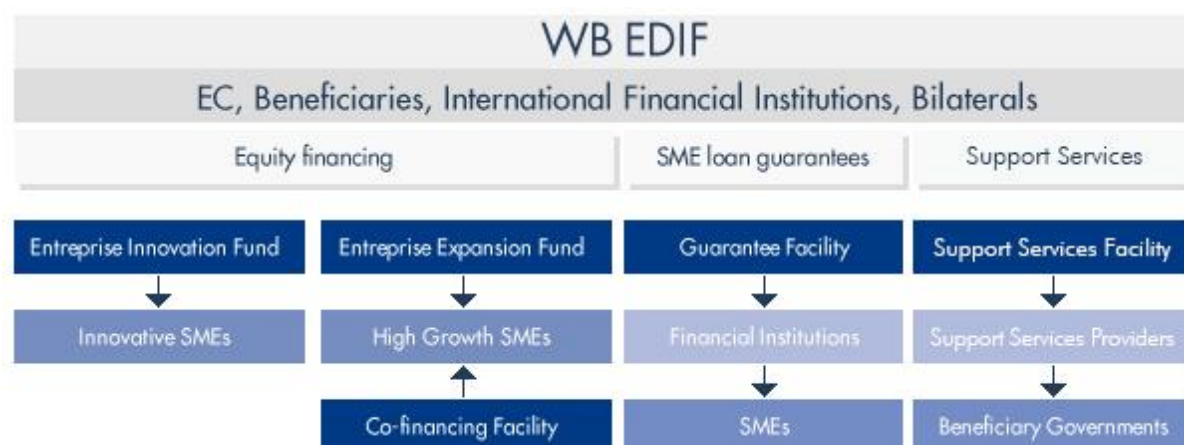 WB EDIF
EC, Beneficiaries, International Financial Institutions, Bilaterals
Equity financing
SME loan guarantees
Support Services
Entreprise Innovation Fund
Entreprise Expansion Fund
Guarantee Facility
Support Services Facility
Innovative SMEs
High Growth SMEs
Financial Institutions
Support Services Providers
Co-financing Facility
SMEs
Beneficiary Governments